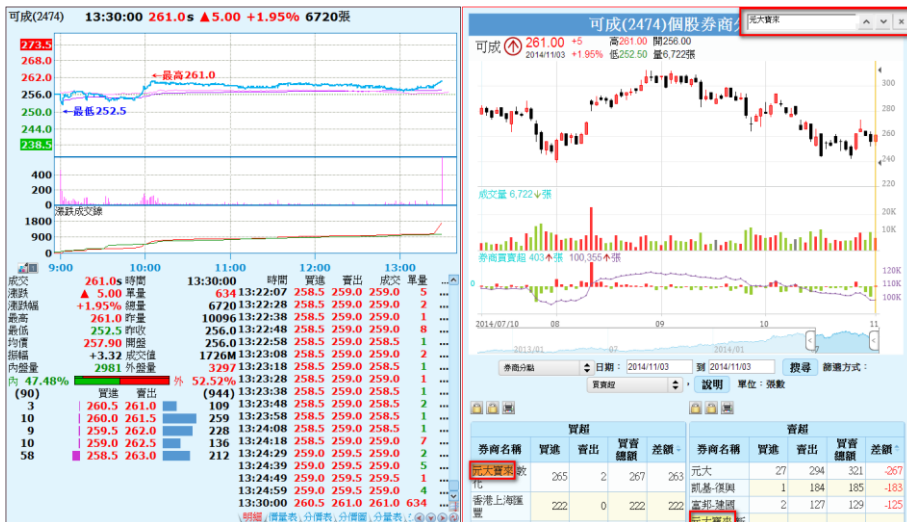 可成(2474) 13:30:00 261.0s ▲5.00 +1.95% 6720張
273.5
268.0
262.0
256.0
250.0
244.0
238.5
←最高261.0
←最低252.5
400
200
0
漲跌成交線
1800
900
0
9:00 10:00 11:00 12:00 13:00
成交 261.0s 時間 13:30:00
漲跌 ▲ 5.00 單量 634
漲跌幅 +1.95% 總量 6720
最高 261.0 昨量 10096
最低 252.5 昨收 256.0
均價 257.90 開盤 256.0
振幅 +3.32 成交值 1726M
內盤量 2981 外盤量 3297
內 47.48% 外 52.52%
(90) 買進 賣出 (944)
3 260.5 261.0 109
10 260.0 261.5 259
9 259.5 262.0 228
10 259.0 262.5 136
58 258.5 263.0 212
時間 買進 賣出 成交 單量 ...
13:22:07 258.5 259.0 259.0 5 ...
13:22:28 258.5 259.0 259.0 2 ...
13:22:38 258.5 259.0 259.0 1 ...
13:22:48 258.5 259.0 259.0 8 ...
13:22:58 258.5 259.0 258.5 1 ...
13:23:08 258.5 259.0 259.0 2 ...
13:23:18 258.5 259.0 258.5 1 ...
13:23:28 258.5 259.0 259.0 1 ...
13:23:38 258.5 259.0 258.5 1 ...
13:23:48 258.5 259.0 258.5 2 ...
13:23:58 258.5 259.0 258.5 1 ...
13:24:08 258.5 259.0 258.5 1 ...
13:24:18 258.5 259.0 259.0 7 ...
13:24:29 259.0 259.5 259.0 2 ...
13:24:39 259.0 259.5 259.0 5 ...
13:24:49 259.0 259.5 259.5 1 ...
13:24:59 259.0 259.5 259.0 4 ...
13:30:00 260.5 261.0 261.0 634 ...
明細 價量表 分價表 分價圖 分量表
可成(2474)個股券商分
元大寶來
可成 261.00 +5 高261.00 開256.00
2014/11/03 +1.95% 低252.50 量6,722張
300
280
260
240
220
成交量 6,722↓張
20K
10K
券商買賣超 403↑張 100,355↑張
0
120K
110K
100K
2014/07/10 08 09 10 11
2013/01 07 2014/01 7
券商分點 日期： 2014/11/03 到 2014/11/03 搜尋 篩選方式：
買賣超 說明 單位：張數
買超
券商名稱 買進 賣出 買賣總額 差額
元大寶來敦化 265 2 267 263
香港上海匯豐 222 0 222 222
賣超
券商名稱 買進 賣出 買賣總額 差額
元大 27 294 321 -267
凱基-復興 1 184 185 -183
富邦-建國 2 127 129 -125
元大寶來